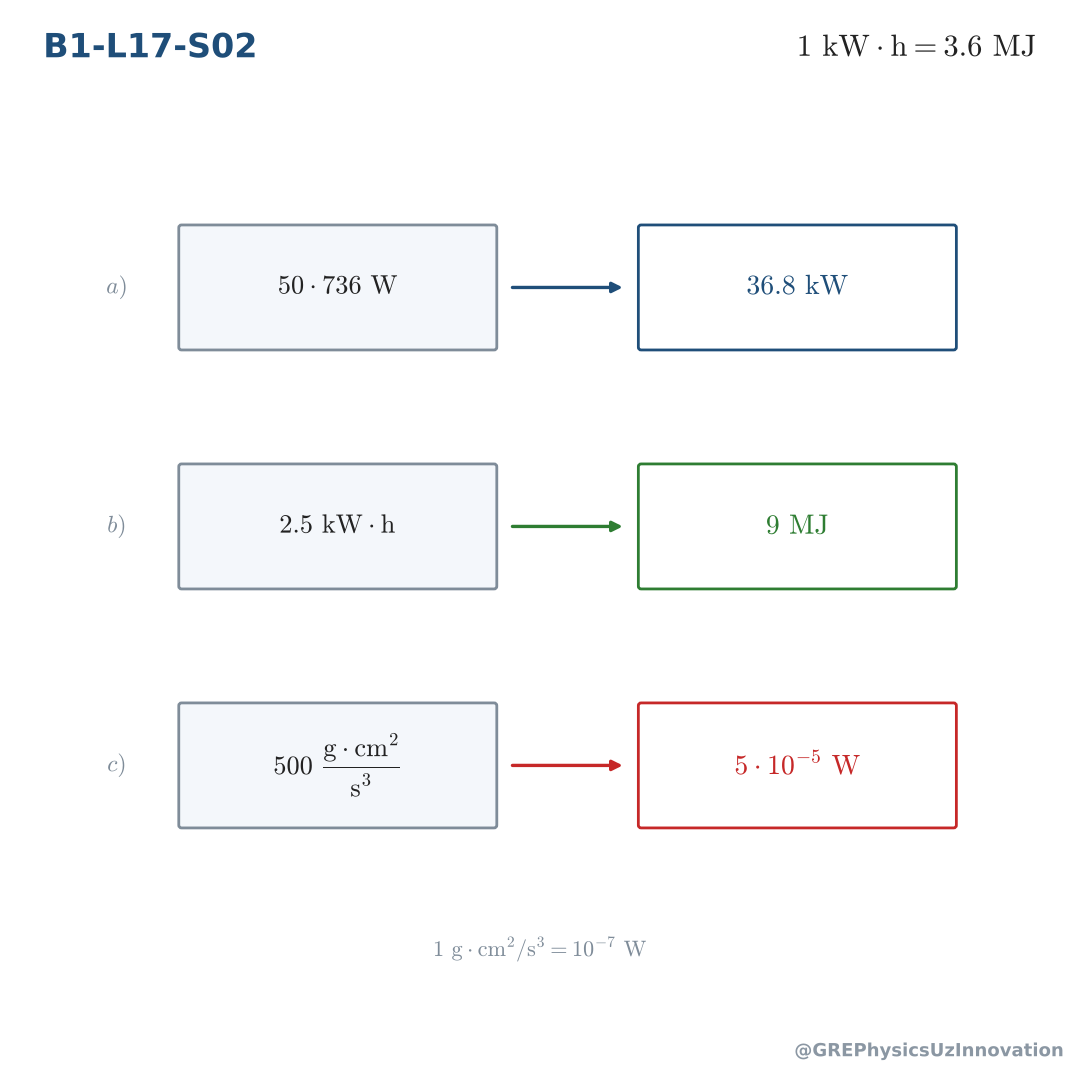 B1-L17-S02
1 kW · h = 3.6 MJ
a) 50 · 736 W 36.8 kW
b) 2.5 kW · h 9 MJ
c) 500 g · cm² / s³ 5 · 10⁻⁵ W
1 g · cm²/s³ = 10⁻⁷ W
@GREPhysicsUzInnovation